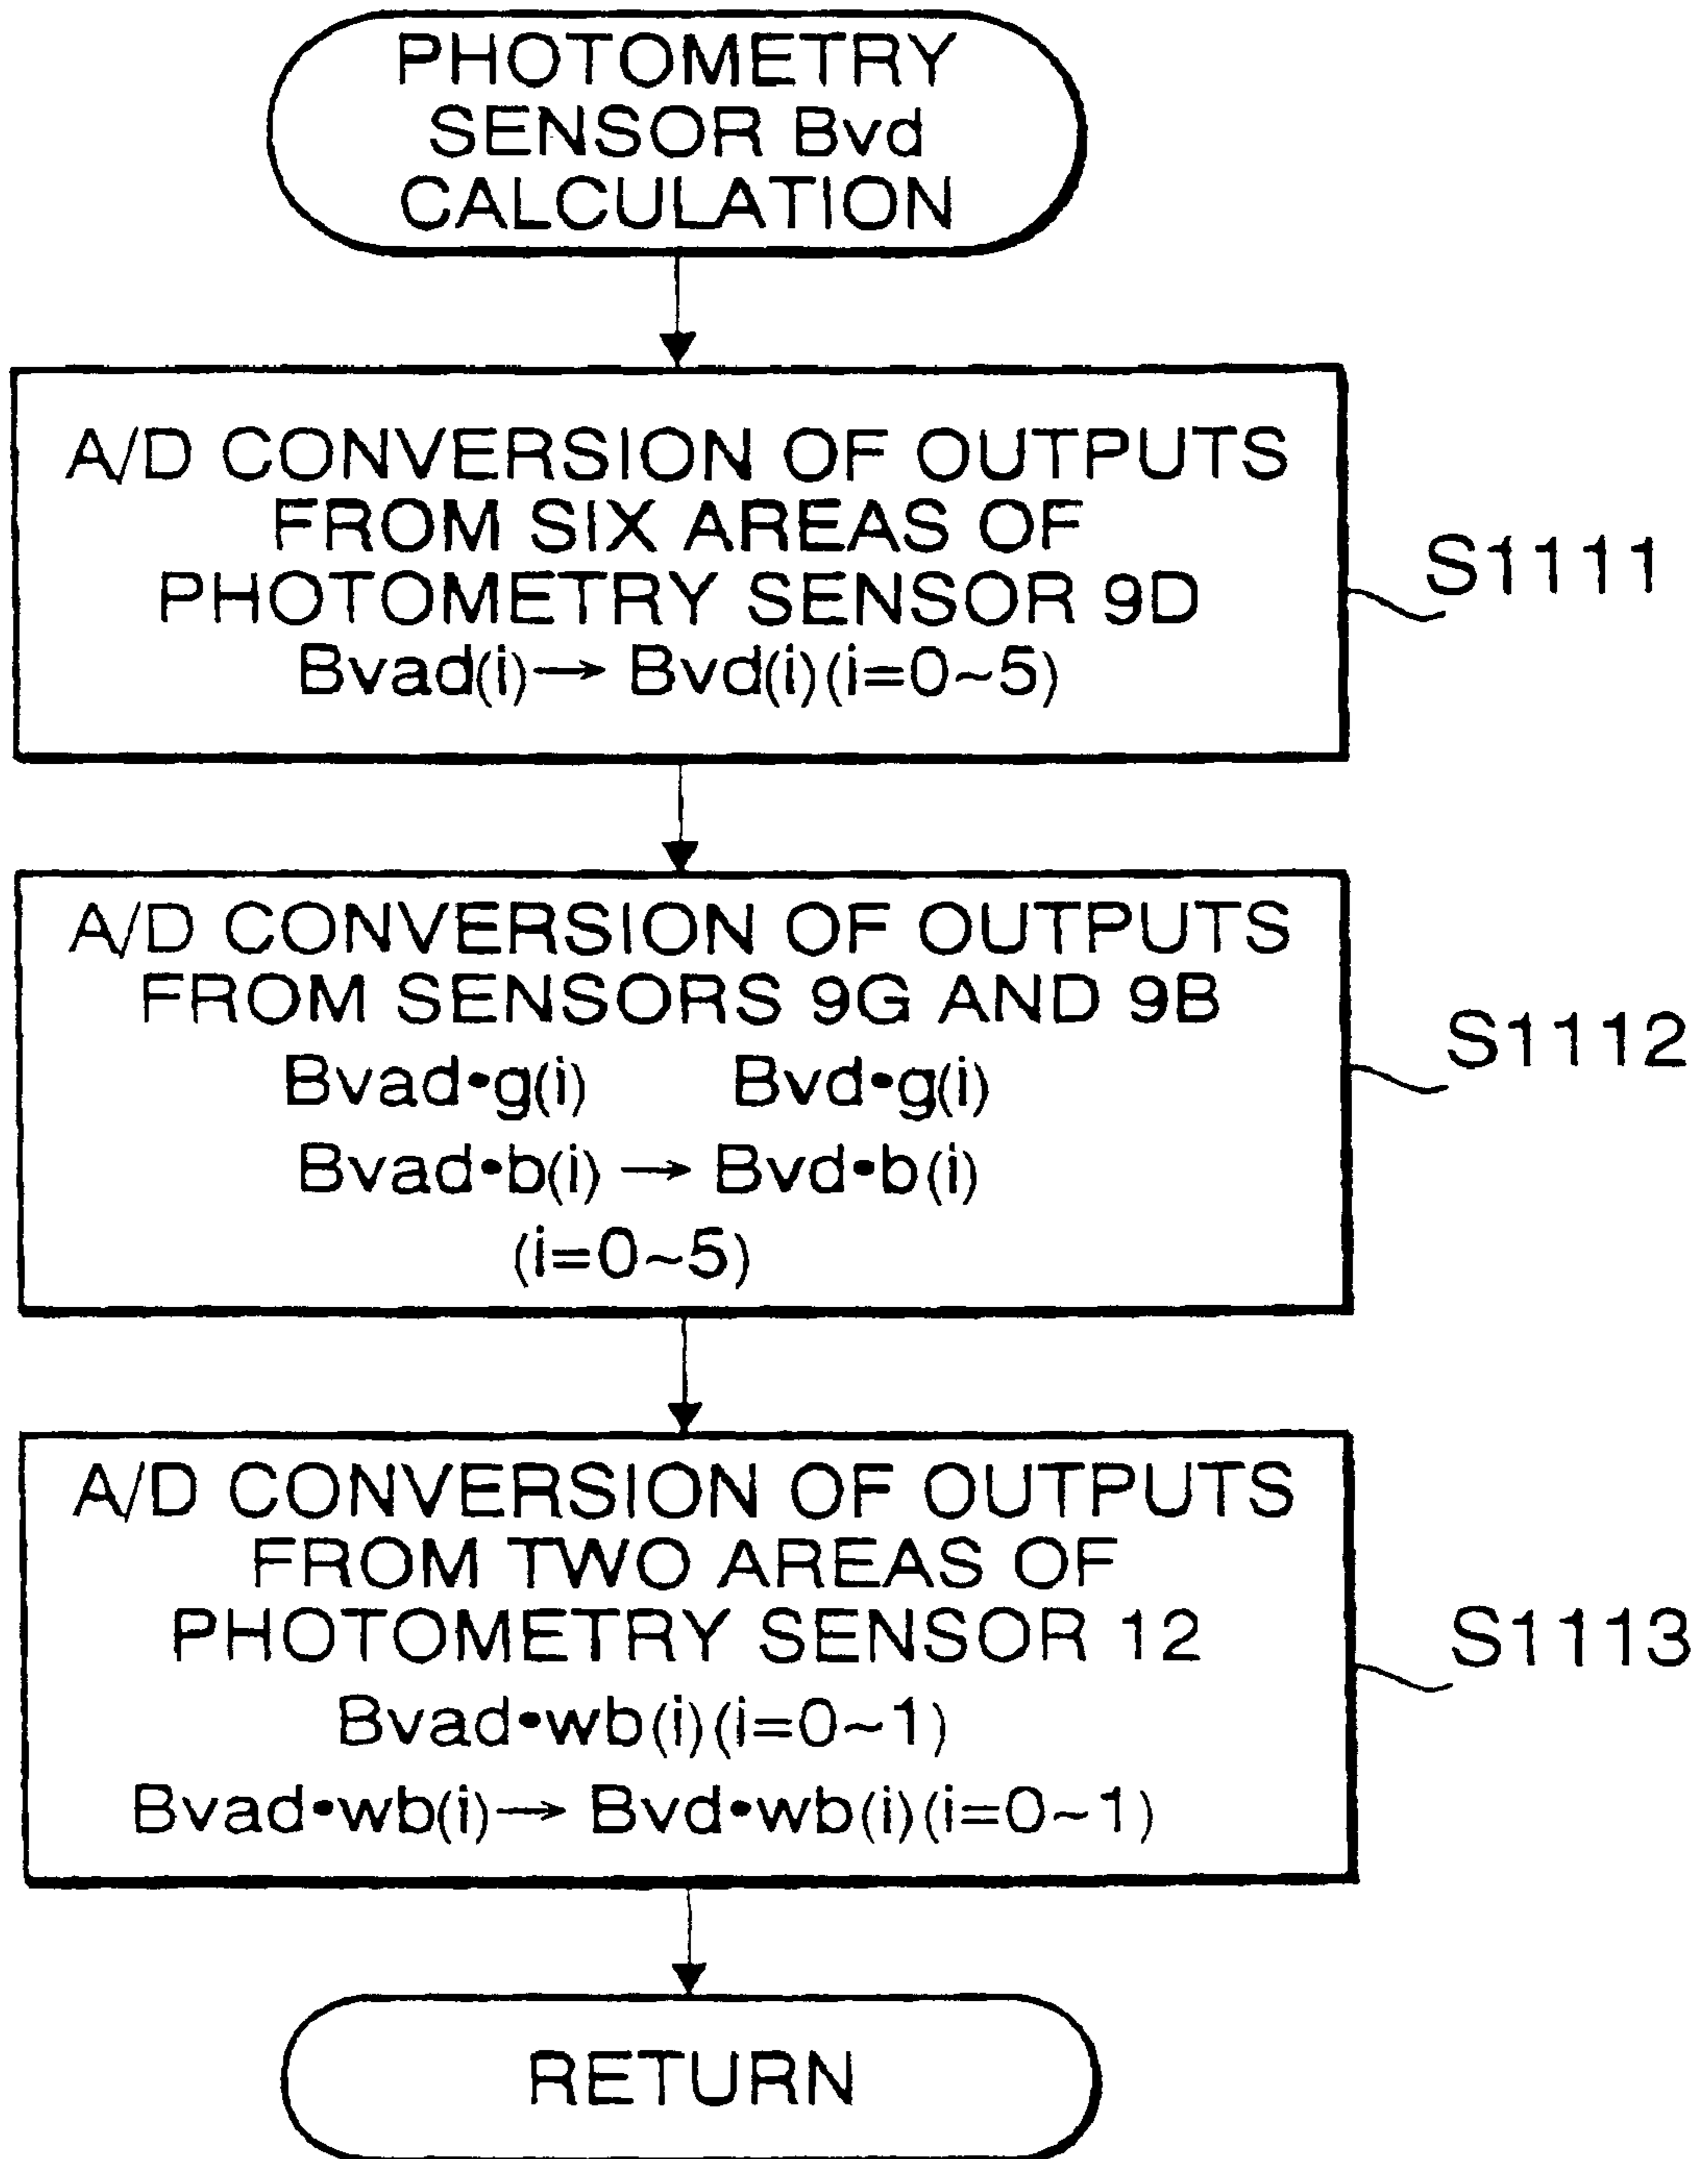 PHOTOMETRY
SENSOR Bvd
CALCULATION
A/D CONVERSION OF OUTPUTS
FROM SIX AREAS OF
PHOTOMETRY SENSOR 9D
Bvad(i)→ Bvd(i)(i=0~5)
S1111
A/D CONVERSION OF OUTPUTS
FROM SENSORS 9G AND 9B
Bvad•g(i) Bvd•g(i)
Bvad•b(i) → Bvd•b(i)
(i=0~5)
S1112
A/D CONVERSION OF OUTPUTS
FROM TWO AREAS OF
PHOTOMETRY SENSOR 12
Bvad•wb(i)(i=0~1)
Bvad•wb(i)→ Bvd•wb(i)(i=0~1)
S1113
RETURN